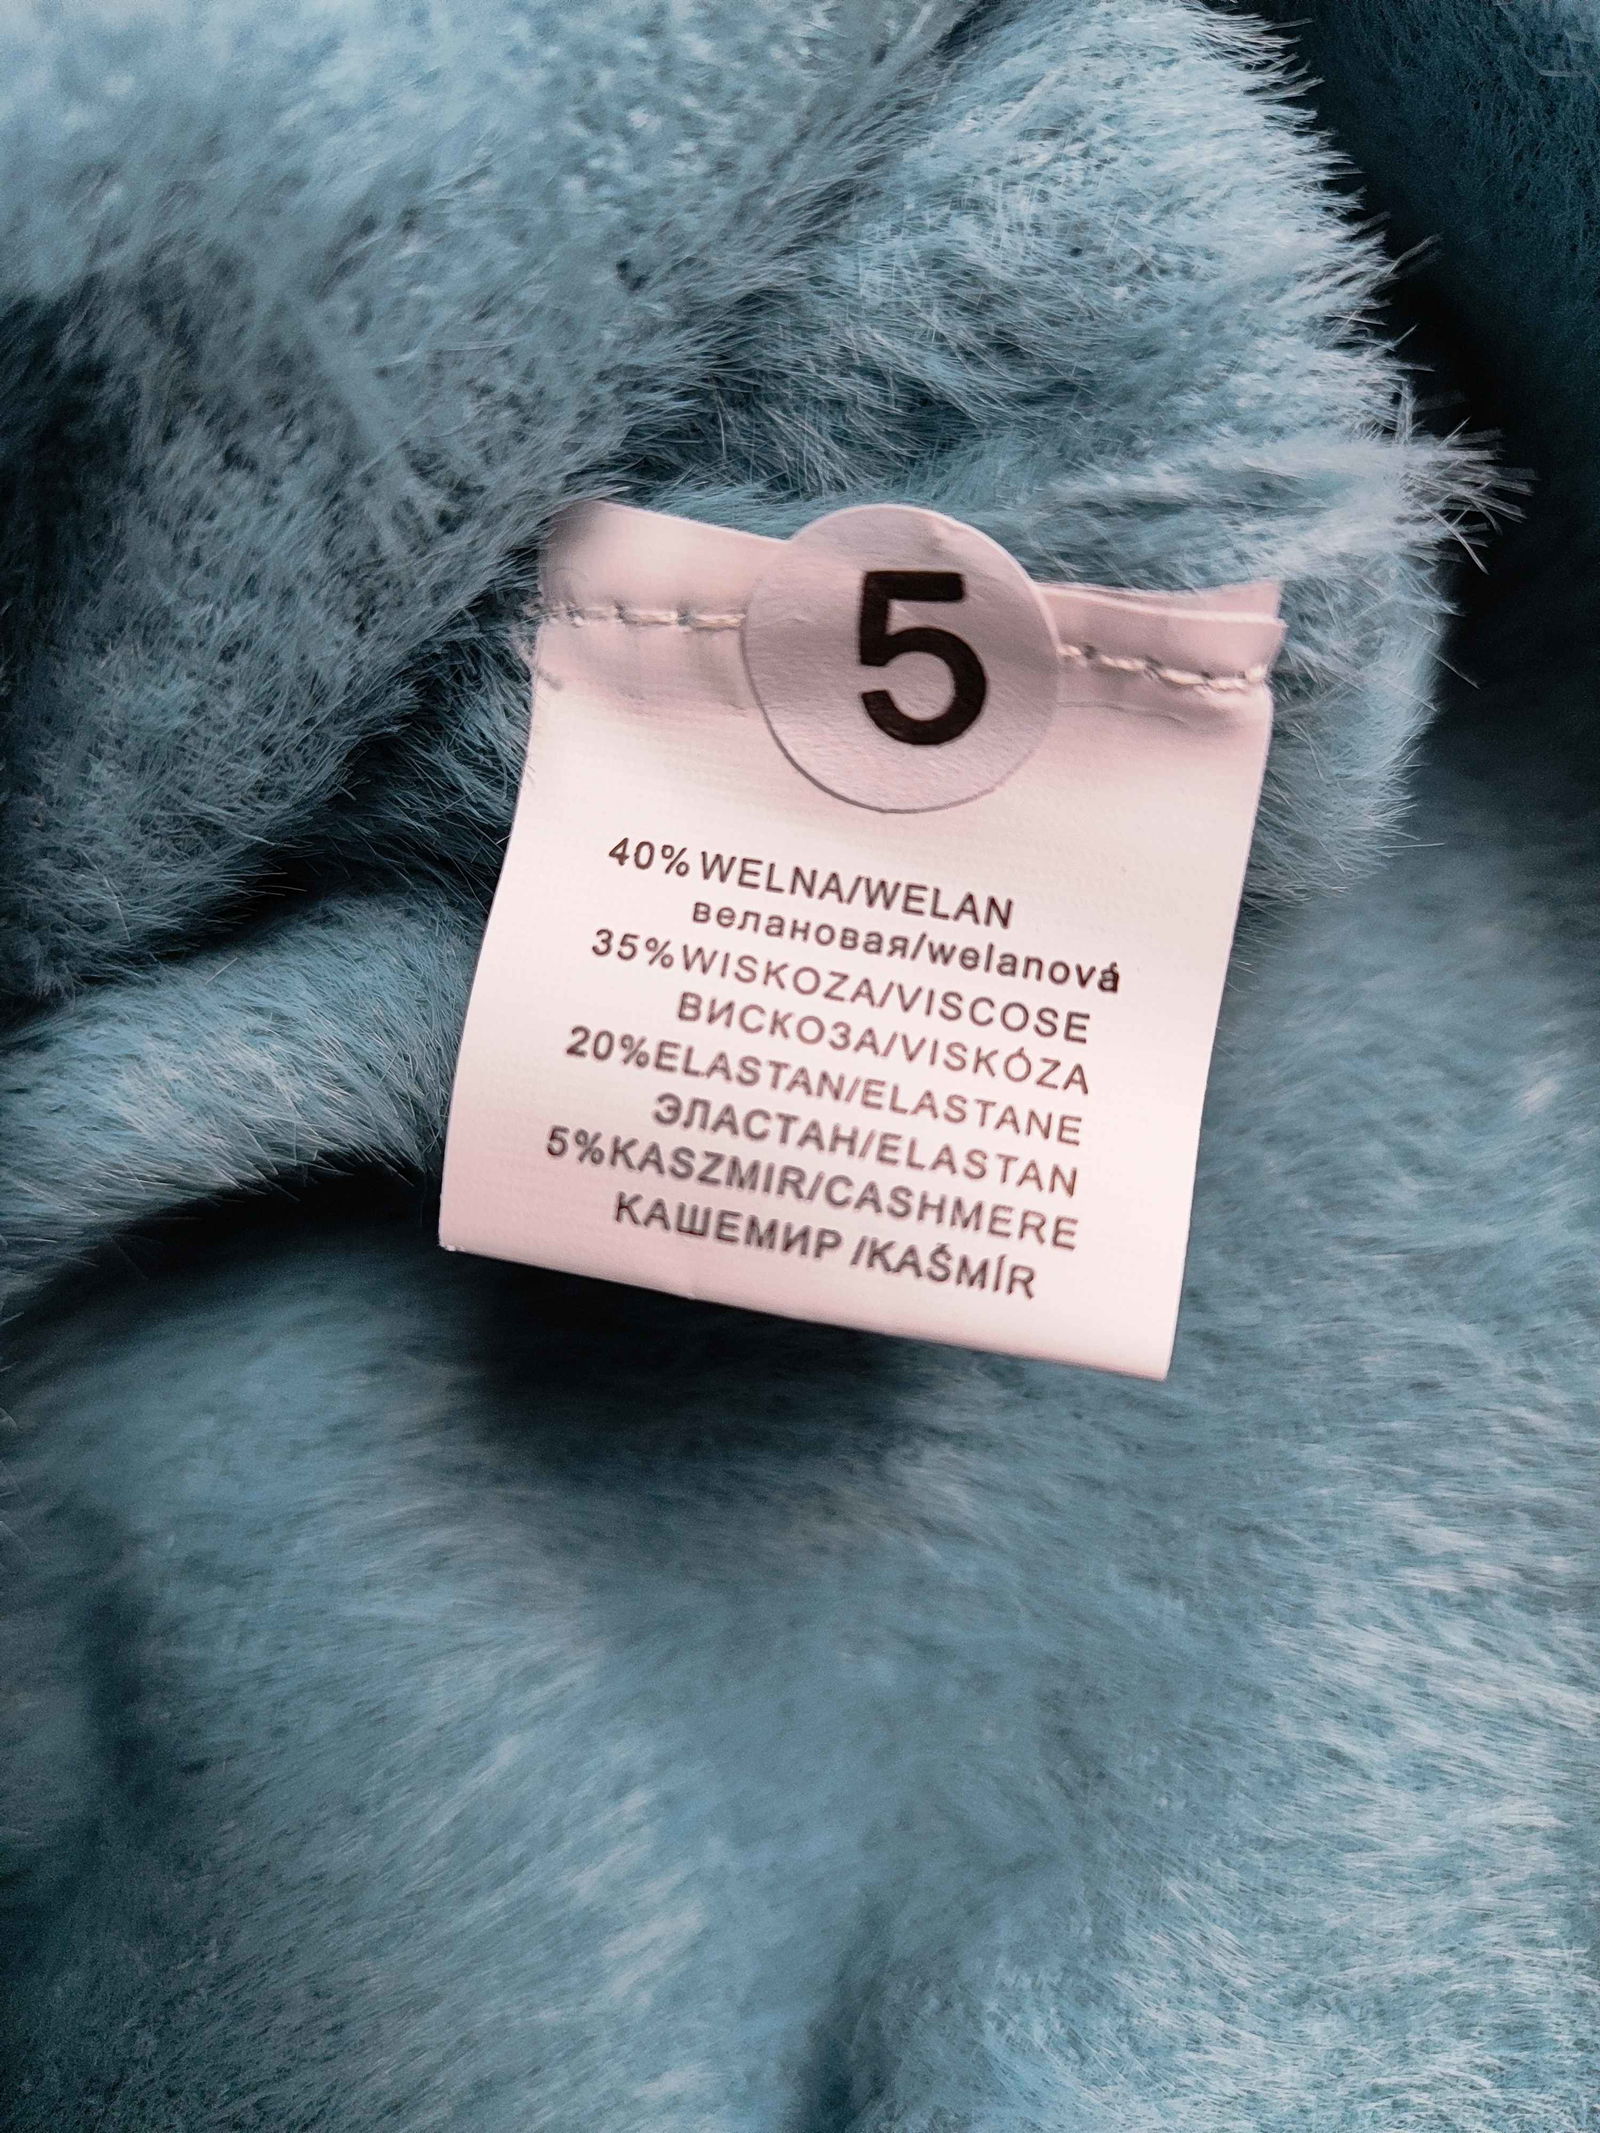 5
40% WELNA/WELAN
велановая/welanová
35%WISKOZA/VISCOSE
ВИСКОЗА/VISKÓZA
20%ELASTAN/ELASTANE
ЭЛАСТАН/ELASTAN
5%KASZMIR/CASHMERE
КАШЕМИР /KAŠMÍR